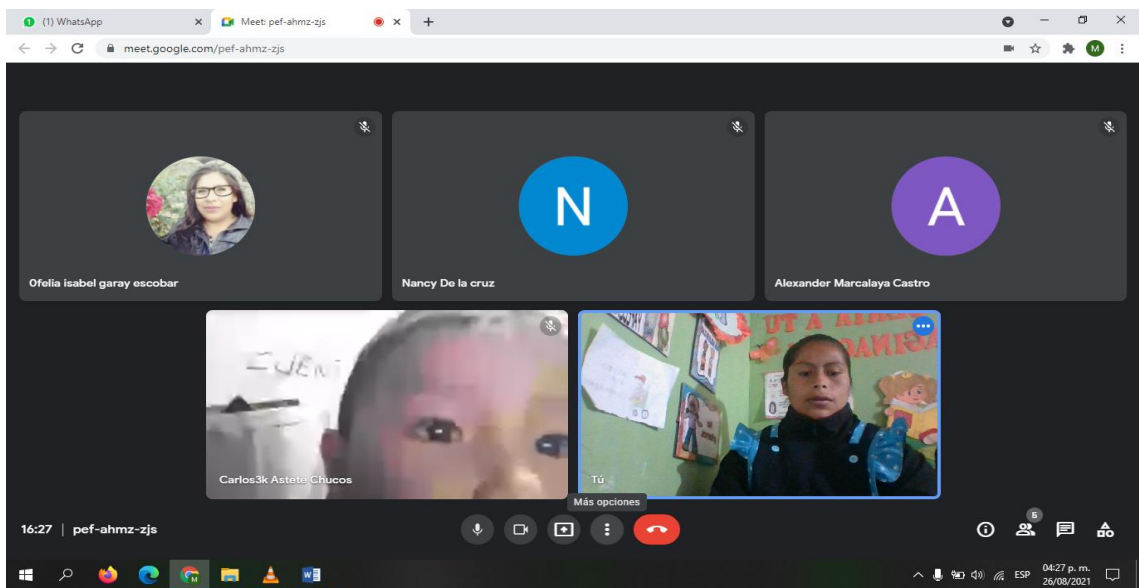 (1) WhatsApp
Meet: pef-ahmz-zjs
meet.google.com/pef-ahmz-zjs
M
N
A
Ofelia isabel garay escobar
Nancy De la cruz
Alexander Marcalaya Castro
Carlos3k Astete Chucos
Tú
Más opciones
16:27 | pef-ahmz-zjs
5
ESP
04:27 p. m.
26/08/2021